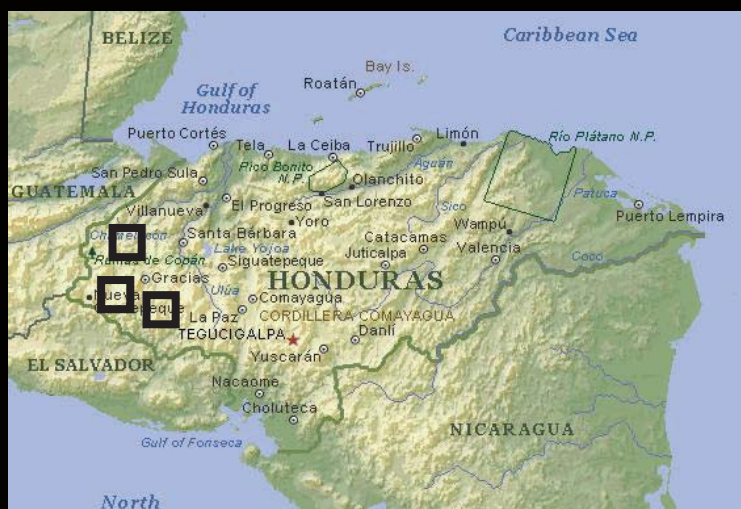 BELIZE
Caribbean Sea
Bay Is.
Roatán
Gulf of
Honduras
Puerto Cortés
Tela
La Ceiba
Trujillo
Limón
Río Plátano N.P.
Pico Bonito
N.P.
Aguan
San Pedro Sula
Olanchito
GUATEMALA
Villanueva
El Progreso
San Lorenzo
Sico
Patuca
Puerto Lempira
Yoro
Wampú
Santa Bárbara
Catacamas
Valencia
Lake Yojoa
Juticalpa
Coco
Ruinas de Copán
Siguatepeque
Gracias
HONDURAS
Ulúa
Comayagua
Nueva
La Paz
CORDILLERA COMAYAGUA
TEGUCIGALPA
Danlí
Yuscarán
EL SALVADOR
Nacaome
Choluteca
NICARAGUA
Gulf of Fonseca
North